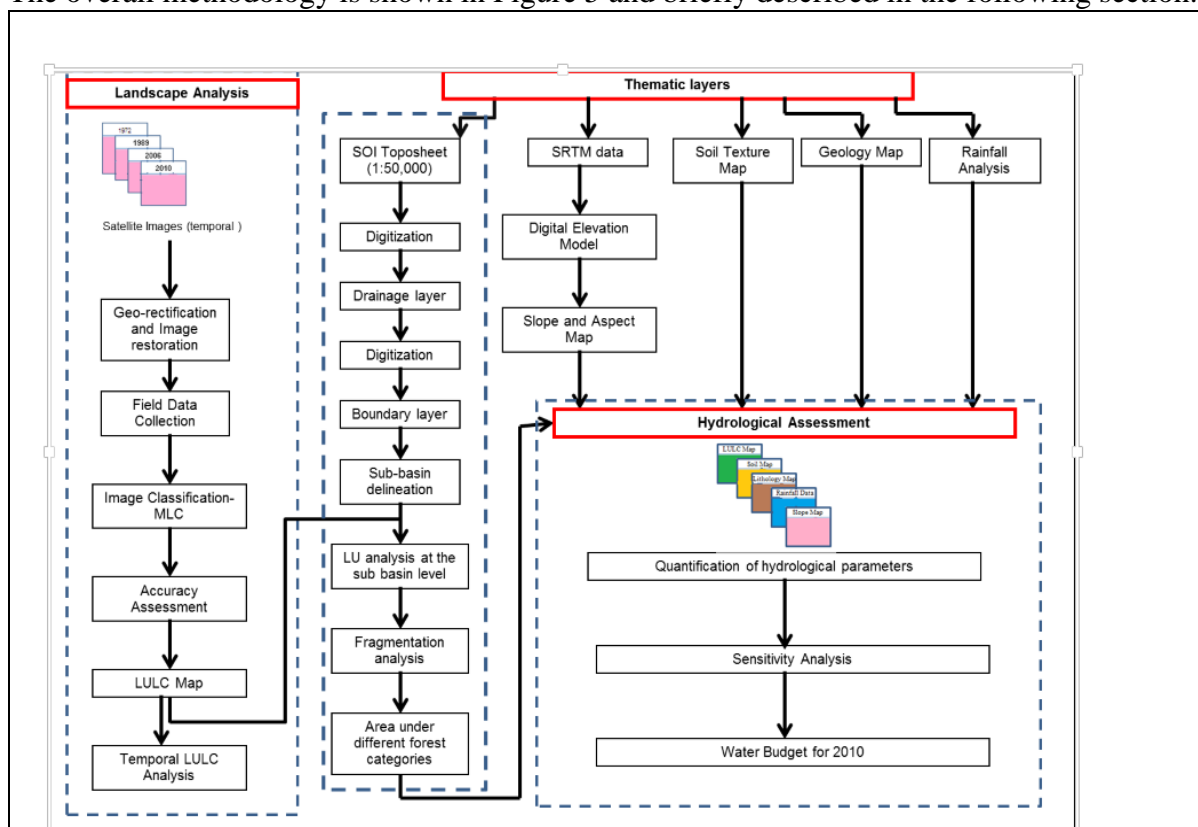 The overall methodology is shown in Figure 3 and briefly described in the following section.
Landscape Analysis
1972
1989
2006
2010
Satellite Images (temporal )
Geo-rectification
and Image
restoration
Field Data
Collection
Image Classification-
MLC
Accuracy
Assessment
LULC Map
Temporal LULC
Analysis
Thematic layers
SOI Toposheet
(1:50,000)
Digitization
Drainage layer
Digitization
Boundary layer
Sub-basin
delineation
LU analysis at the
sub basin level
Fragmentation
analysis
Area under
different forest
categories
SRTM data
Digital Elevation
Model
Slope and Aspect
Map
Soil Texture
Map
Geology Map
Rainfall
Analysis
Hydrological Assessment
LULC Map
Soil Map
Lithology Map
Rainfall Data
Slope Map
Quantification of hydrological parameters
Sensitivity Analysis
Water Budget for 2010